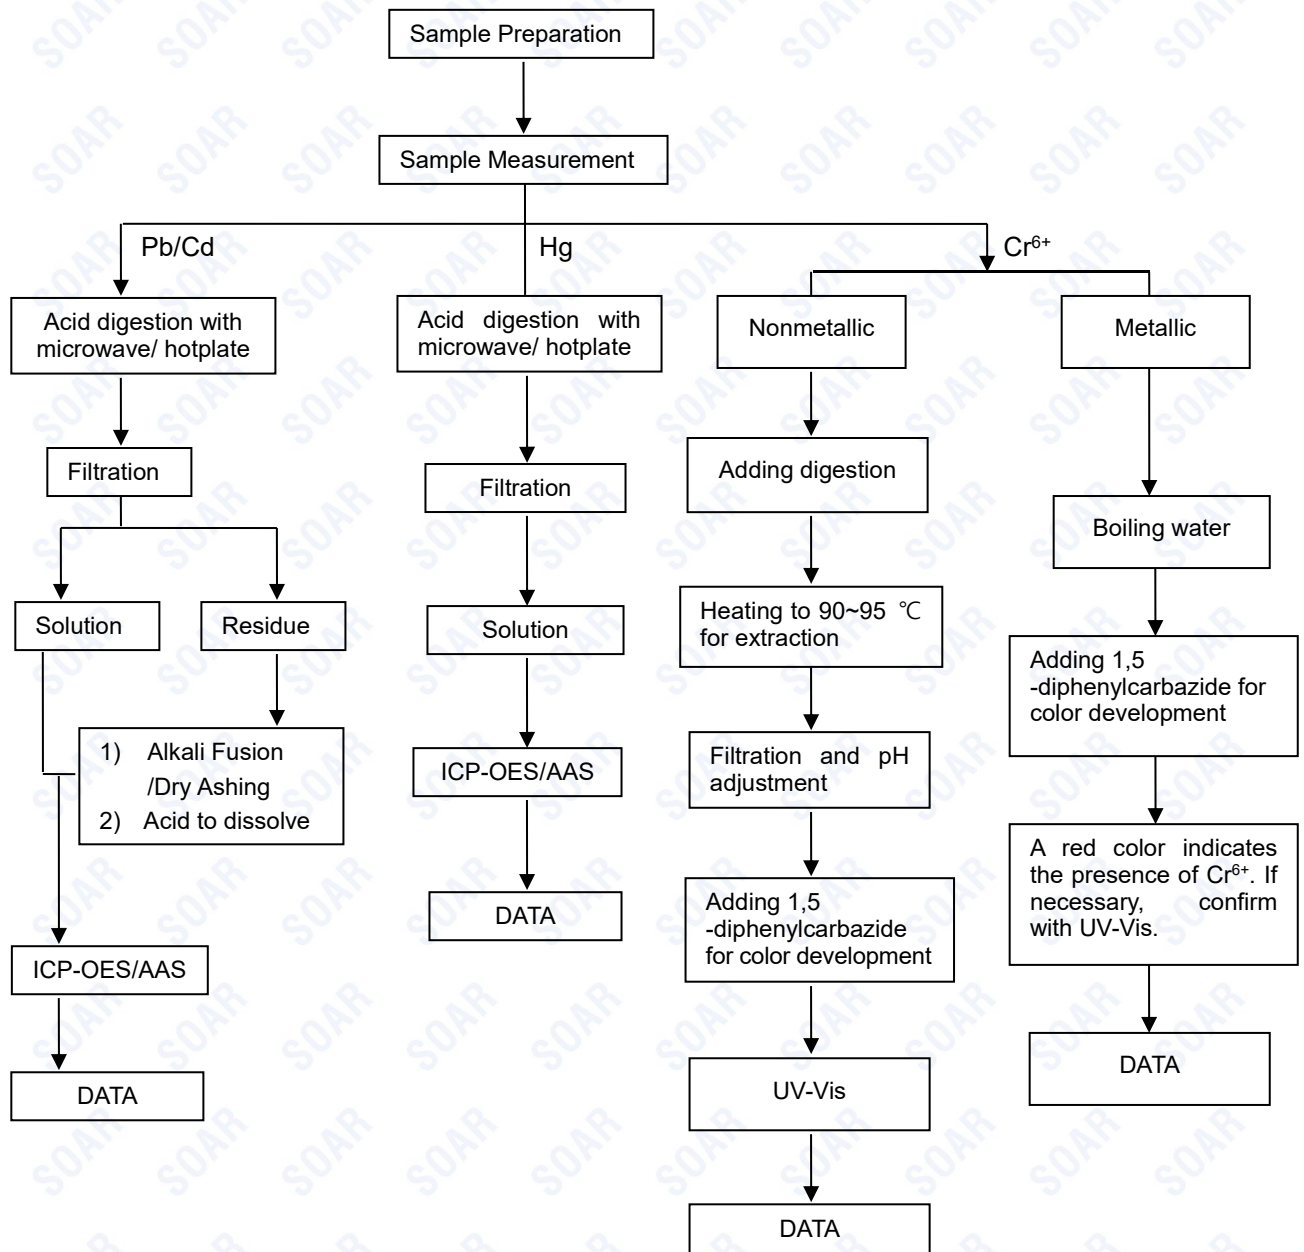 Sample Preparation
Sample Measurement
Pb/Cd
Hg
Cr⁶⁺
Acid digestion with
microwave/ hotplate
Filtration
Solution
Residue
1) Alkali Fusion
/Dry Ashing
2) Acid to dissolve
ICP-OES/AAS
DATA
Acid digestion with
microwave/ hotplate
Filtration
Solution
ICP-OES/AAS
DATA
Nonmetallic
Adding digestion
Heating to 90~95 ℃
for extraction
Filtration and pH
adjustment
Adding 1,5
-diphenylcarbazide
for color development
UV-Vis
DATA
Metallic
Boiling water
Adding 1,5
-diphenylcarbazide for
color development
A red color indicates
the presence of Cr⁶⁺. If
necessary, confirm
with UV-Vis.
DATA
SOAR